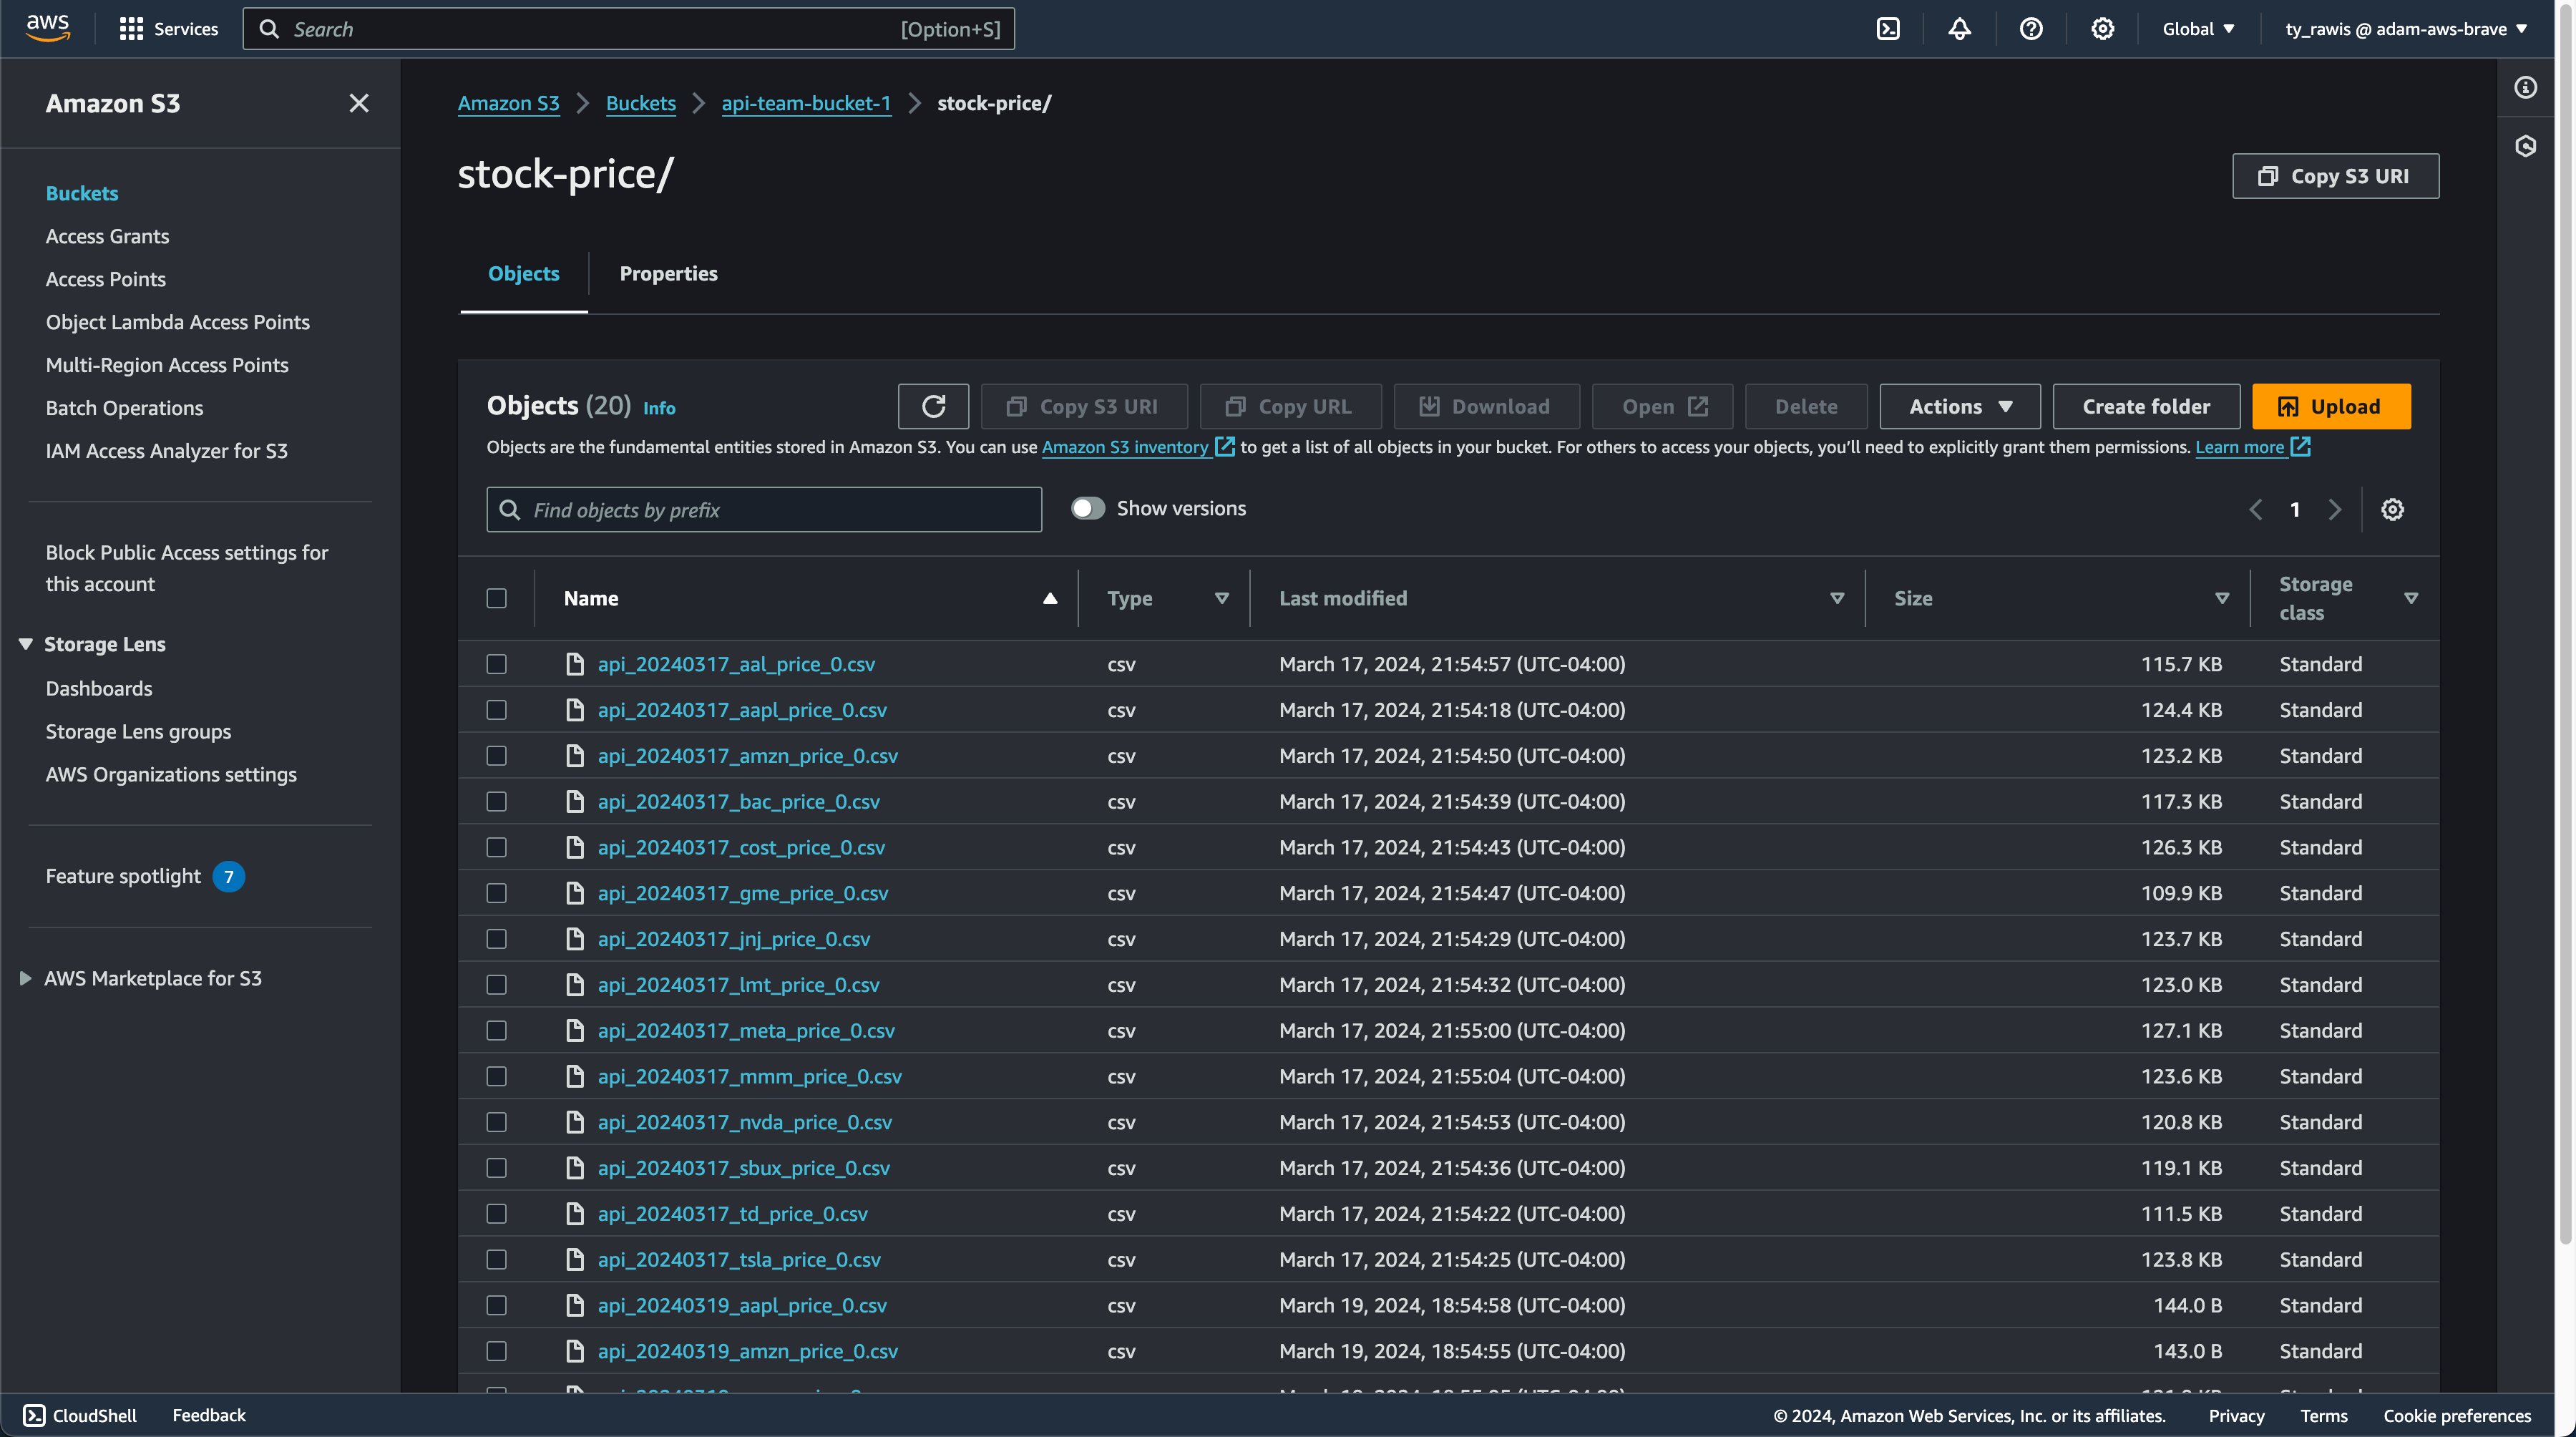 aws
Services
Search [Option+S]
Global
ty_rawis @ adam-aws-brave
Amazon S3
Buckets
Access Grants
Access Points
Object Lambda Access Points
Multi-Region Access Points
Batch Operations
IAM Access Analyzer for S3
Block Public Access settings for
this account
Storage Lens
Dashboards
Storage Lens groups
AWS Organizations settings
Feature spotlight 7
AWS Marketplace for S3
Amazon S3 Buckets api-team-bucket-1 stock-price/
stock-price/
Copy S3 URI
Objects Properties
Objects (20) Info Copy S3 URI Copy URL Download Open Delete Actions Create folder Upload
Objects are the fundamental entities stored in Amazon S3. You can use Amazon S3 inventory to get a list of all objects in your bucket. For others to access your objects, you’ll need to explicitly grant them permissions. Learn more
Find objects by prefix Show versions 1
Name Type Last modified Size Storage
class
api_20240317_aal_price_0.csv csv March 17, 2024, 21:54:57 (UTC-04:00) 115.7 KB Standard
api_20240317_aapl_price_0.csv csv March 17, 2024, 21:54:18 (UTC-04:00) 124.4 KB Standard
api_20240317_amzn_price_0.csv csv March 17, 2024, 21:54:50 (UTC-04:00) 123.2 KB Standard
api_20240317_bac_price_0.csv csv March 17, 2024, 21:54:39 (UTC-04:00) 117.3 KB Standard
api_20240317_cost_price_0.csv csv March 17, 2024, 21:54:43 (UTC-04:00) 126.3 KB Standard
api_20240317_gme_price_0.csv csv March 17, 2024, 21:54:47 (UTC-04:00) 109.9 KB Standard
api_20240317_jnj_price_0.csv csv March 17, 2024, 21:54:29 (UTC-04:00) 123.7 KB Standard
api_20240317_lmt_price_0.csv csv March 17, 2024, 21:54:32 (UTC-04:00) 123.0 KB Standard
api_20240317_meta_price_0.csv csv March 17, 2024, 21:55:00 (UTC-04:00) 127.1 KB Standard
api_20240317_mmm_price_0.csv csv March 17, 2024, 21:55:04 (UTC-04:00) 123.6 KB Standard
api_20240317_nvda_price_0.csv csv March 17, 2024, 21:54:53 (UTC-04:00) 120.8 KB Standard
api_20240317_sbux_price_0.csv csv March 17, 2024, 21:54:36 (UTC-04:00) 119.1 KB Standard
api_20240317_td_price_0.csv csv March 17, 2024, 21:54:22 (UTC-04:00) 111.5 KB Standard
api_20240317_tsla_price_0.csv csv March 17, 2024, 21:54:25 (UTC-04:00) 123.8 KB Standard
api_20240319_aapl_price_0.csv csv March 19, 2024, 18:54:58 (UTC-04:00) 144.0 B Standard
api_20240319_amzn_price_0.csv csv March 19, 2024, 18:54:55 (UTC-04:00) 143.0 B Standard
CloudShell Feedback
© 2024, Amazon Web Services, Inc. or its affiliates. Privacy Terms Cookie preferences